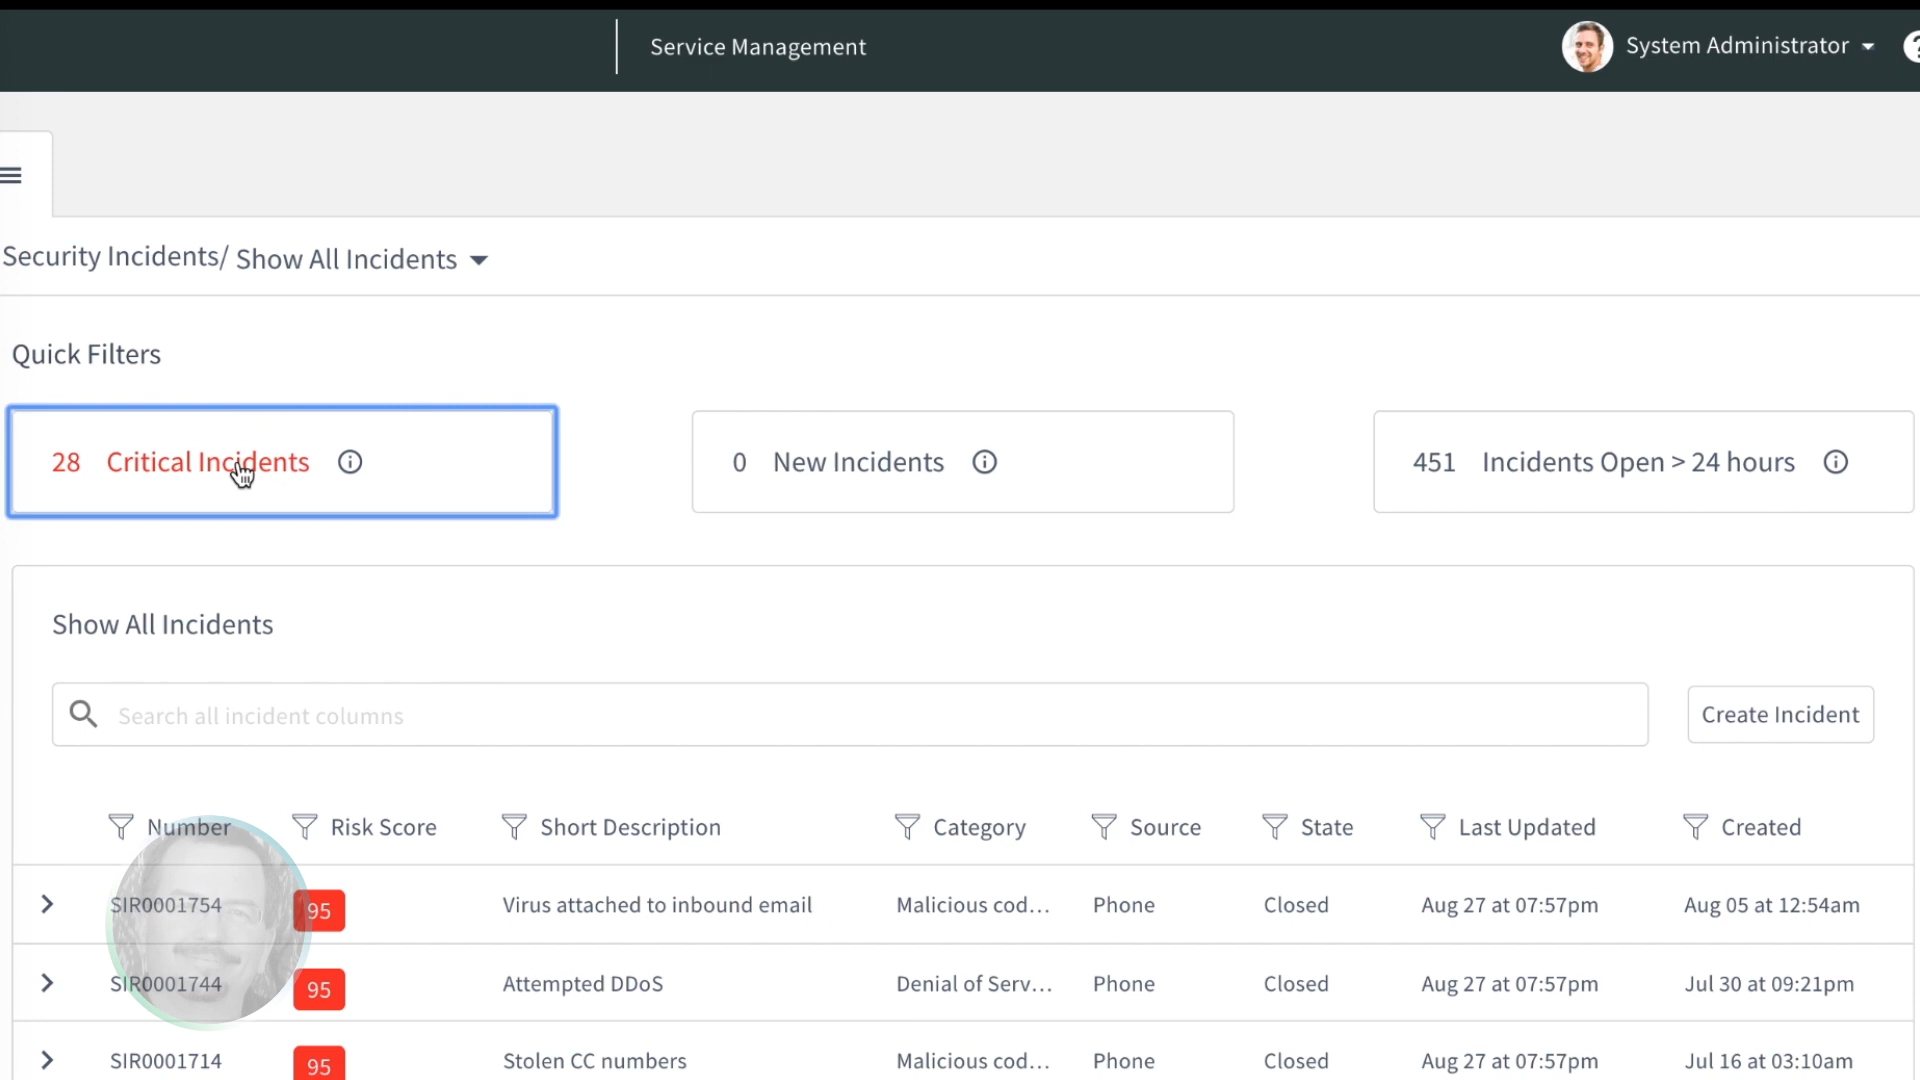 Service Management
System Administrator
Security Incidents/ Show All Incidents
Quick Filters
28 Critical Incidents
0 New Incidents
451 Incidents Open > 24 hours
Show All Incidents
Search all incident columns
Create Incident
Number Risk Score Short Description Category Source State Last Updated Created
SIR0001754 95 Virus attached to inbound email Malicious cod... Phone Closed Aug 27 at 07:57pm Aug 05 at 12:54am
SIR0001744 95 Attempted DDoS Denial of Serv... Phone Closed Aug 27 at 07:57pm Jul 30 at 09:21pm
SIR0001714 95 Stolen CC numbers Malicious cod... Phone Closed Aug 27 at 07:57pm Jul 16 at 03:10am